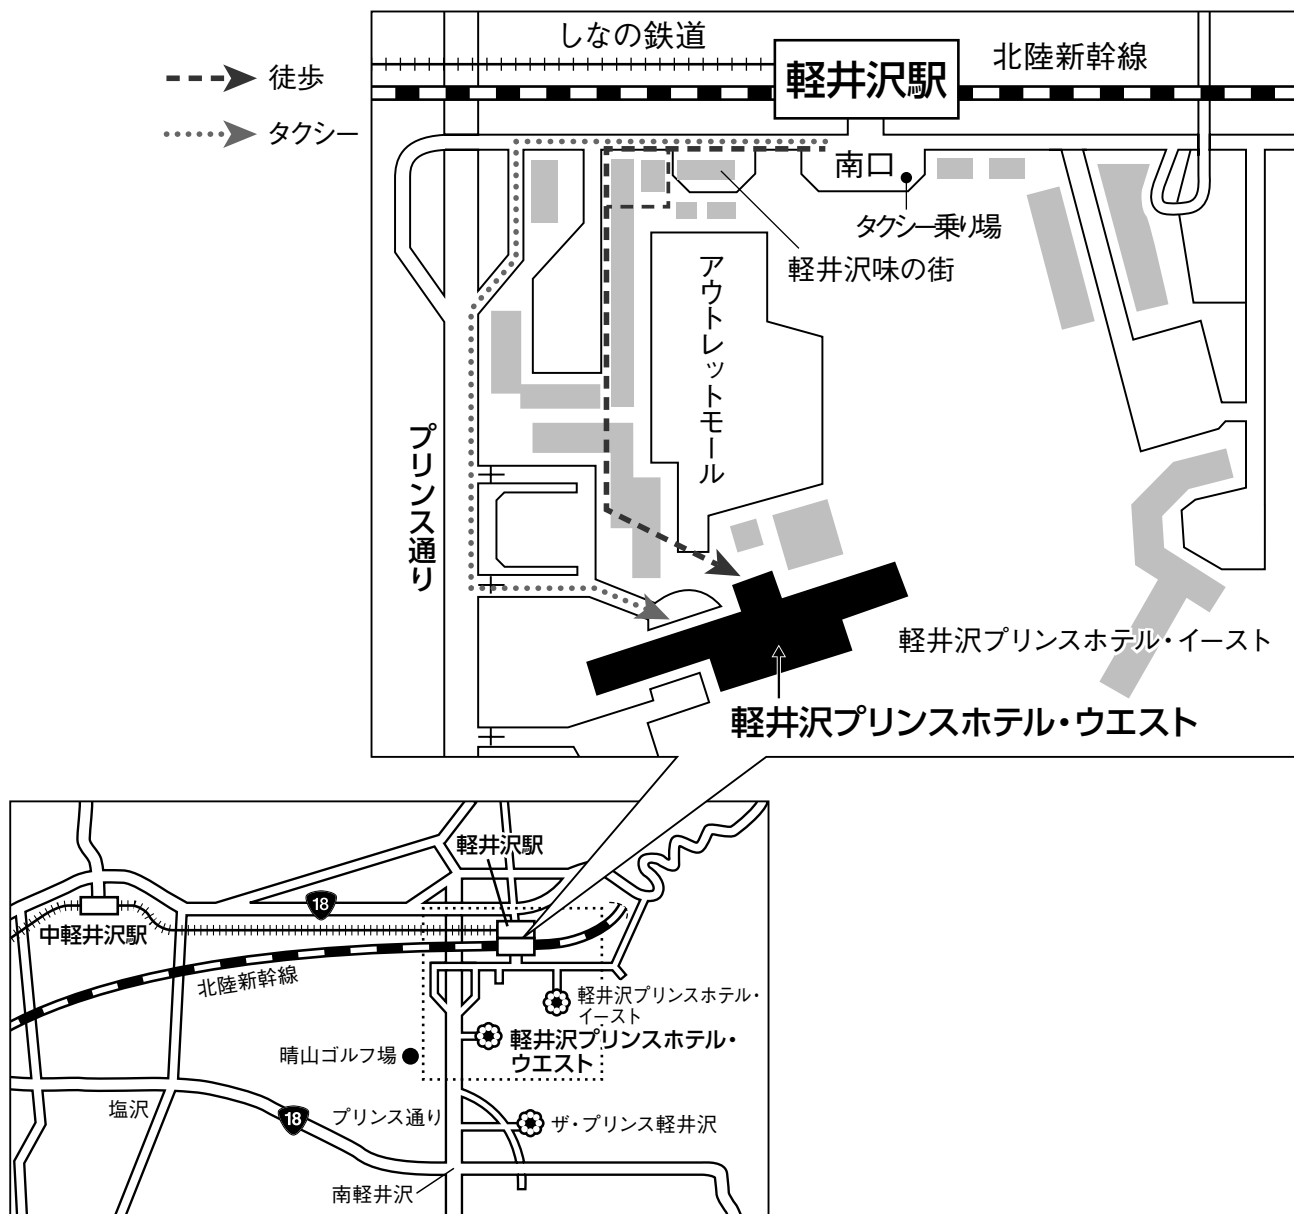 しなの鉄道
軽井沢駅
北陸新幹線
徒歩
タクシー
南口
タクシー乗り場
軽井沢味の街
アウトレットモール
プリンス通り
軽井沢プリンスホテル・イースト
軽井沢プリンスホテル・ウエスト
軽井沢駅
18
中軽井沢駅
北陸新幹線
軽井沢プリンスホテル・
イースト
軽井沢プリンスホテル・
ウエスト
晴山ゴルフ場
塩沢
18
プリンス通り
ザ・プリンス軽井沢
南軽井沢